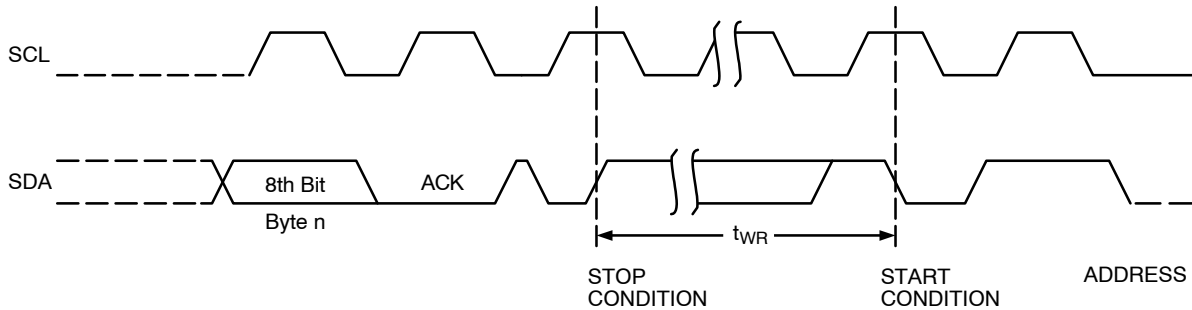 SCL
SDA
8th Bit
ACK
Byte n
tWR
STOP
CONDITION
START
CONDITION
ADDRESS